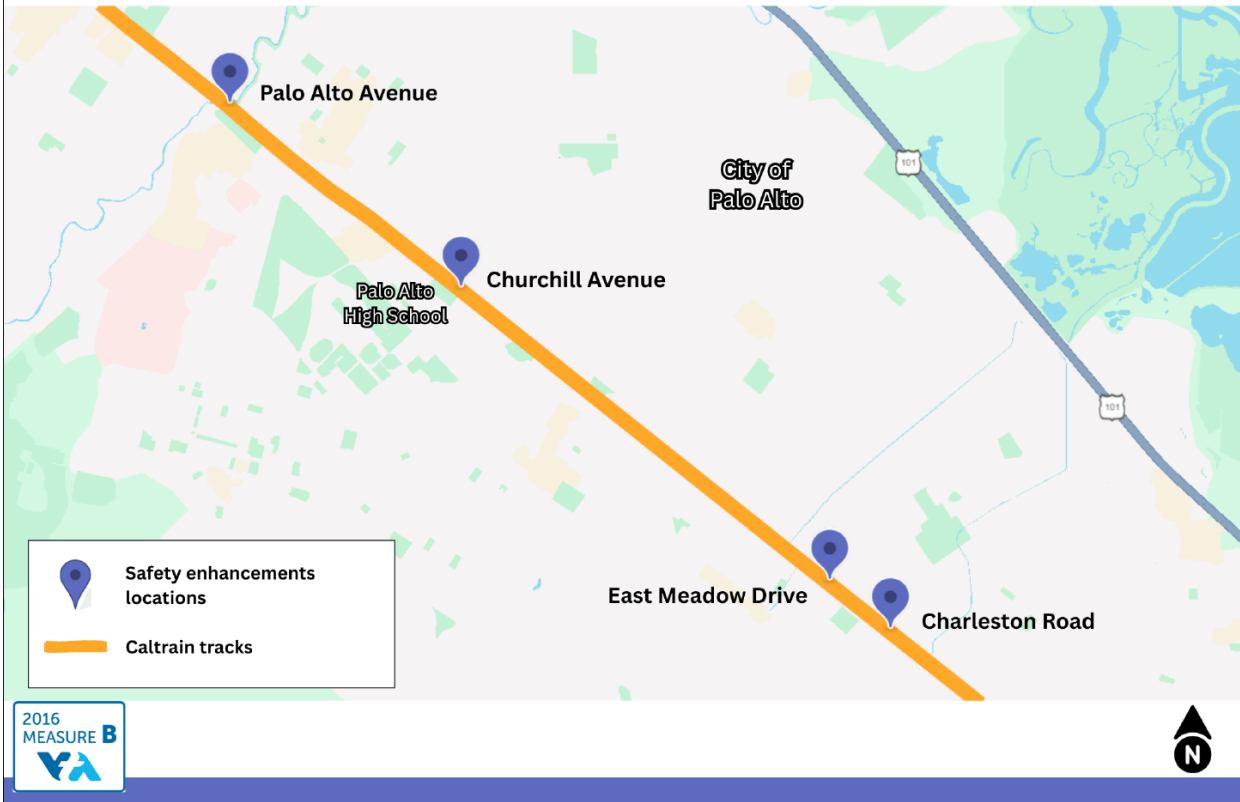 Palo Alto Avenue
101
City of
Palo Alto
Churchill Avenue
Palo Alto
High School
101
Safety enhancements
locations
East Meadow Drive
Charleston Road
Caltrain tracks
2016
MEASURE B
VTA
N